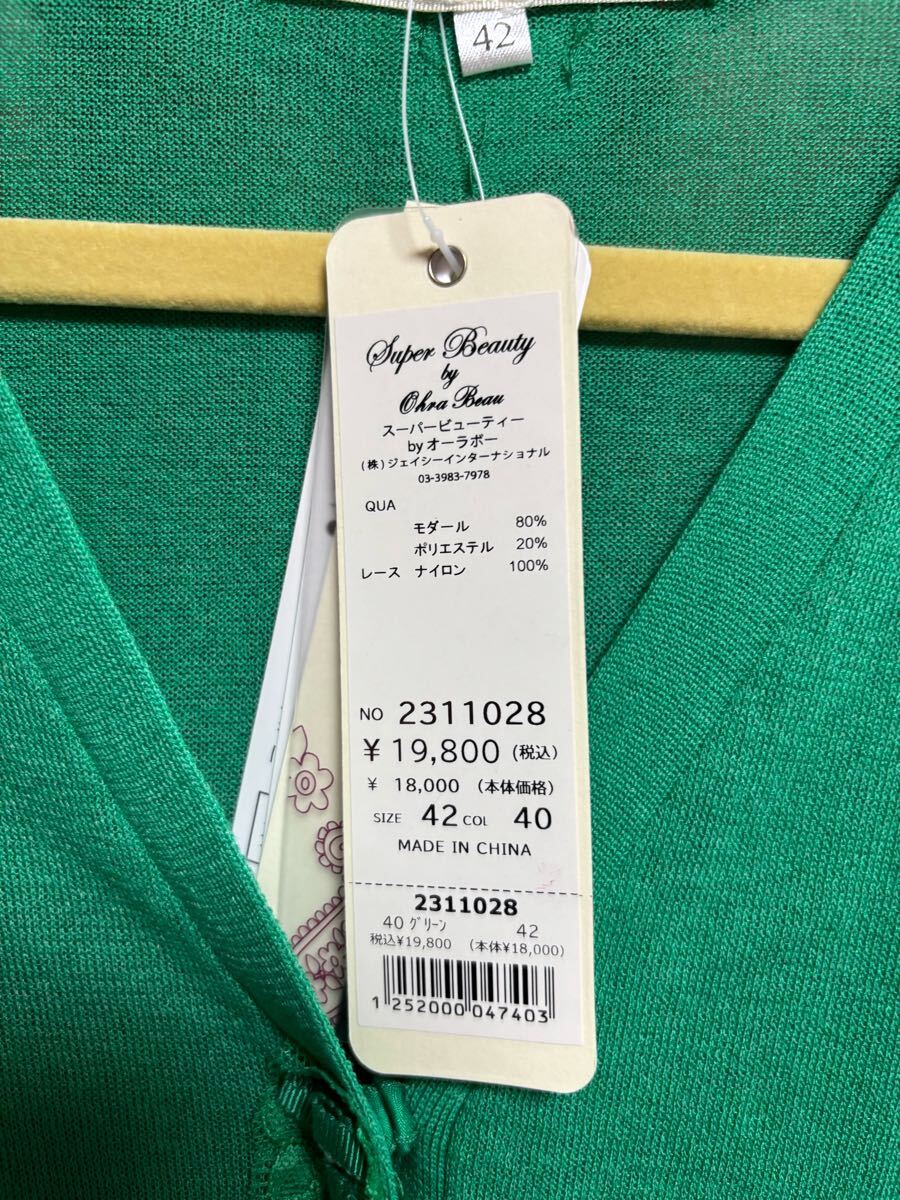 42
Super Beauty
by
Ohra Beau
スーパービューティー
by オーラボー
(株)ジェイシーインターナショナル
03-3983-7978
QUA
モダール 80%
ポリエステル 20%
レース ナイロン 100%
NO 2311028
¥ 19,800 (税込)
¥ 18,000 (本体価格)
SIZE 42 COL 40
MADE IN CHINA
2311028
40 ｸﾞﾘｰﾝ 42
税込¥19,800 (本体¥18,000)
1 252000 047403